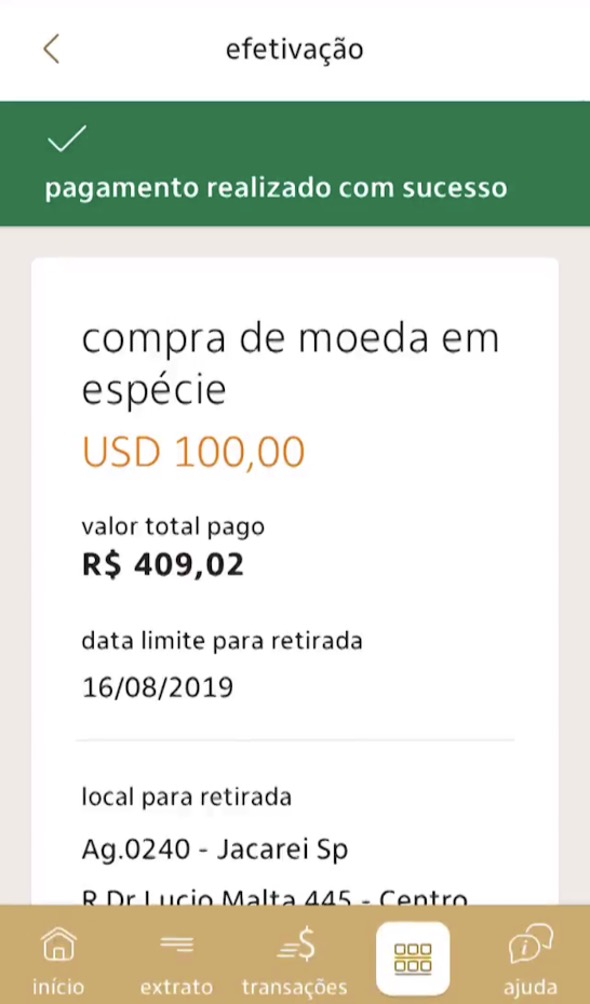 efetivação
pagamento realizado com sucesso
compra de moeda em
espécie
USD 100,00
valor total pago
R$ 409,02
data limite para retirada
16/08/2019
local para retirada
Ag.0240 - Jacarei Sp
R Dr Lucio Malta 445 - Centro
início extrato transações ajuda